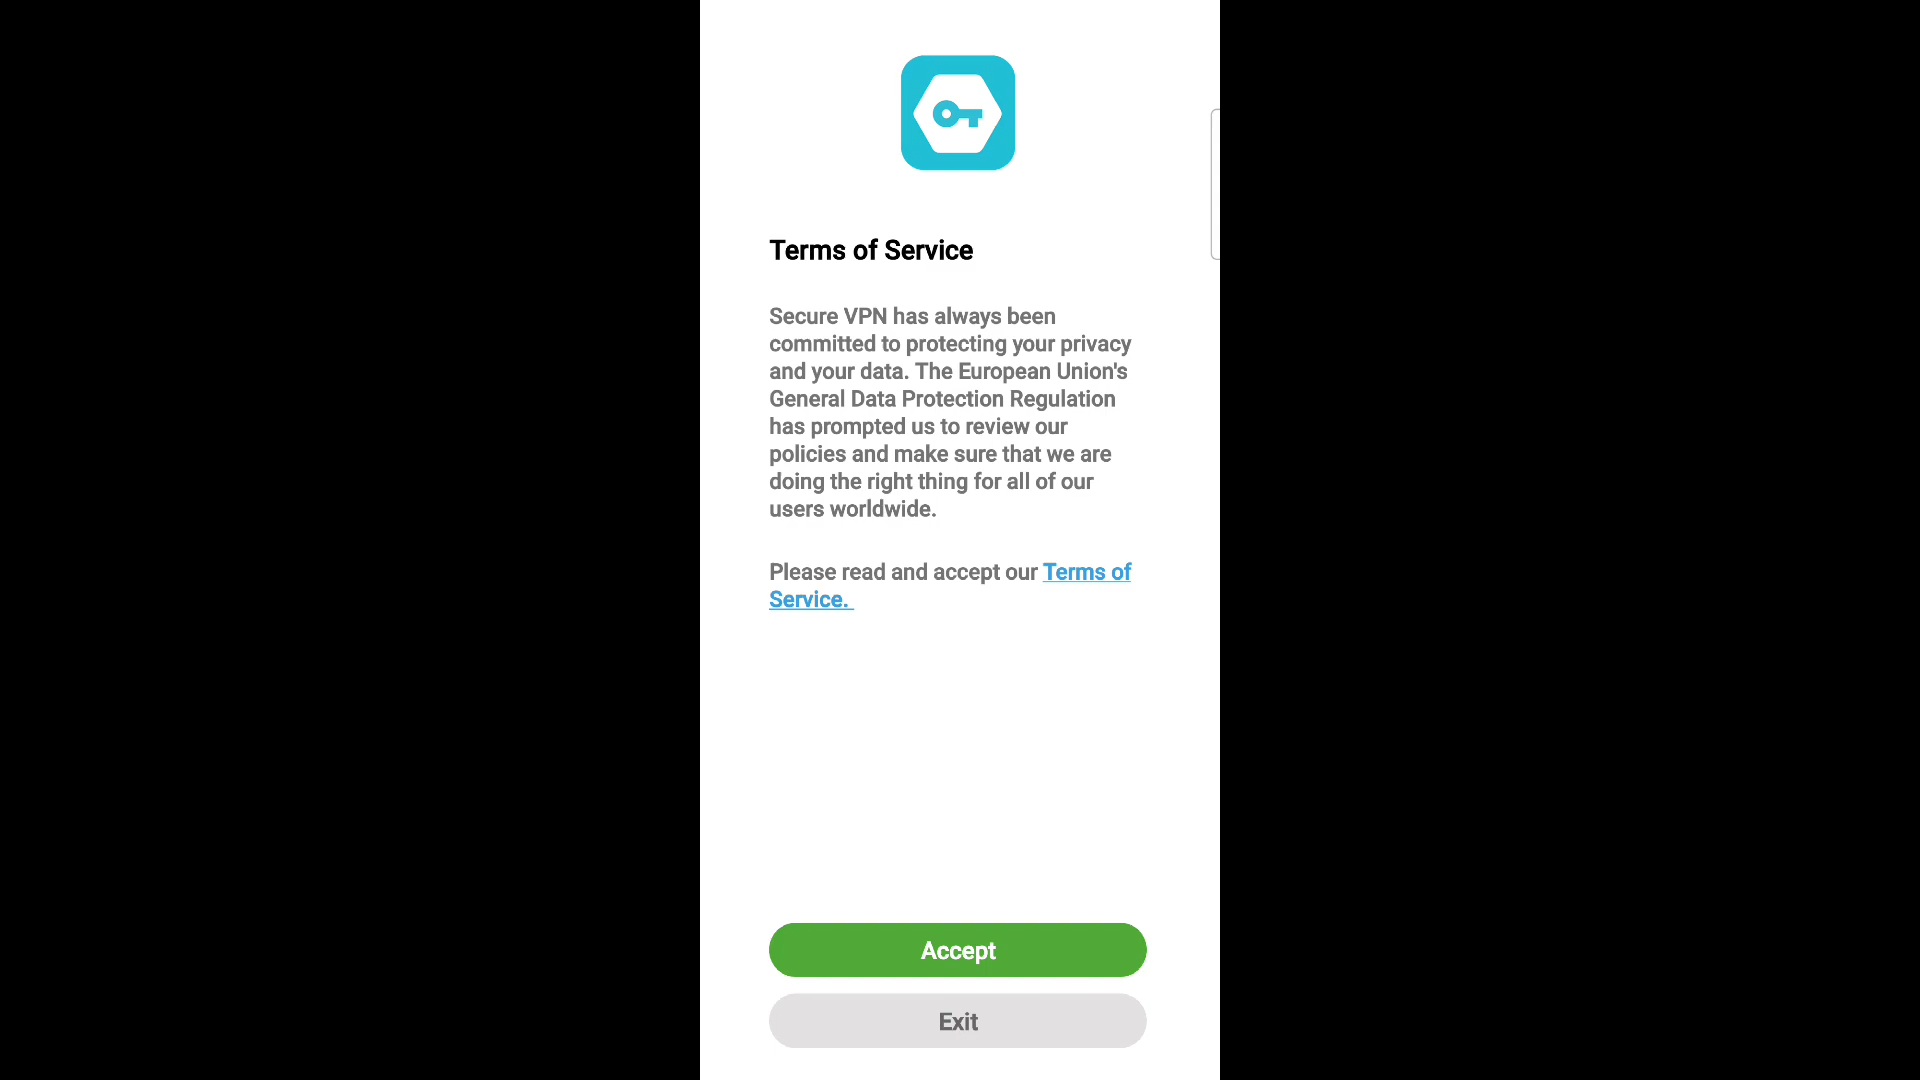 Terms of Service
Secure VPN has always been
committed to protecting your privacy
and your data. The European Union's
General Data Protection Regulation
has prompted us to review our
policies and make sure that we are
doing the right thing for all of our
users worldwide.
Please read and accept our Terms of
Service.
Accept
Exit